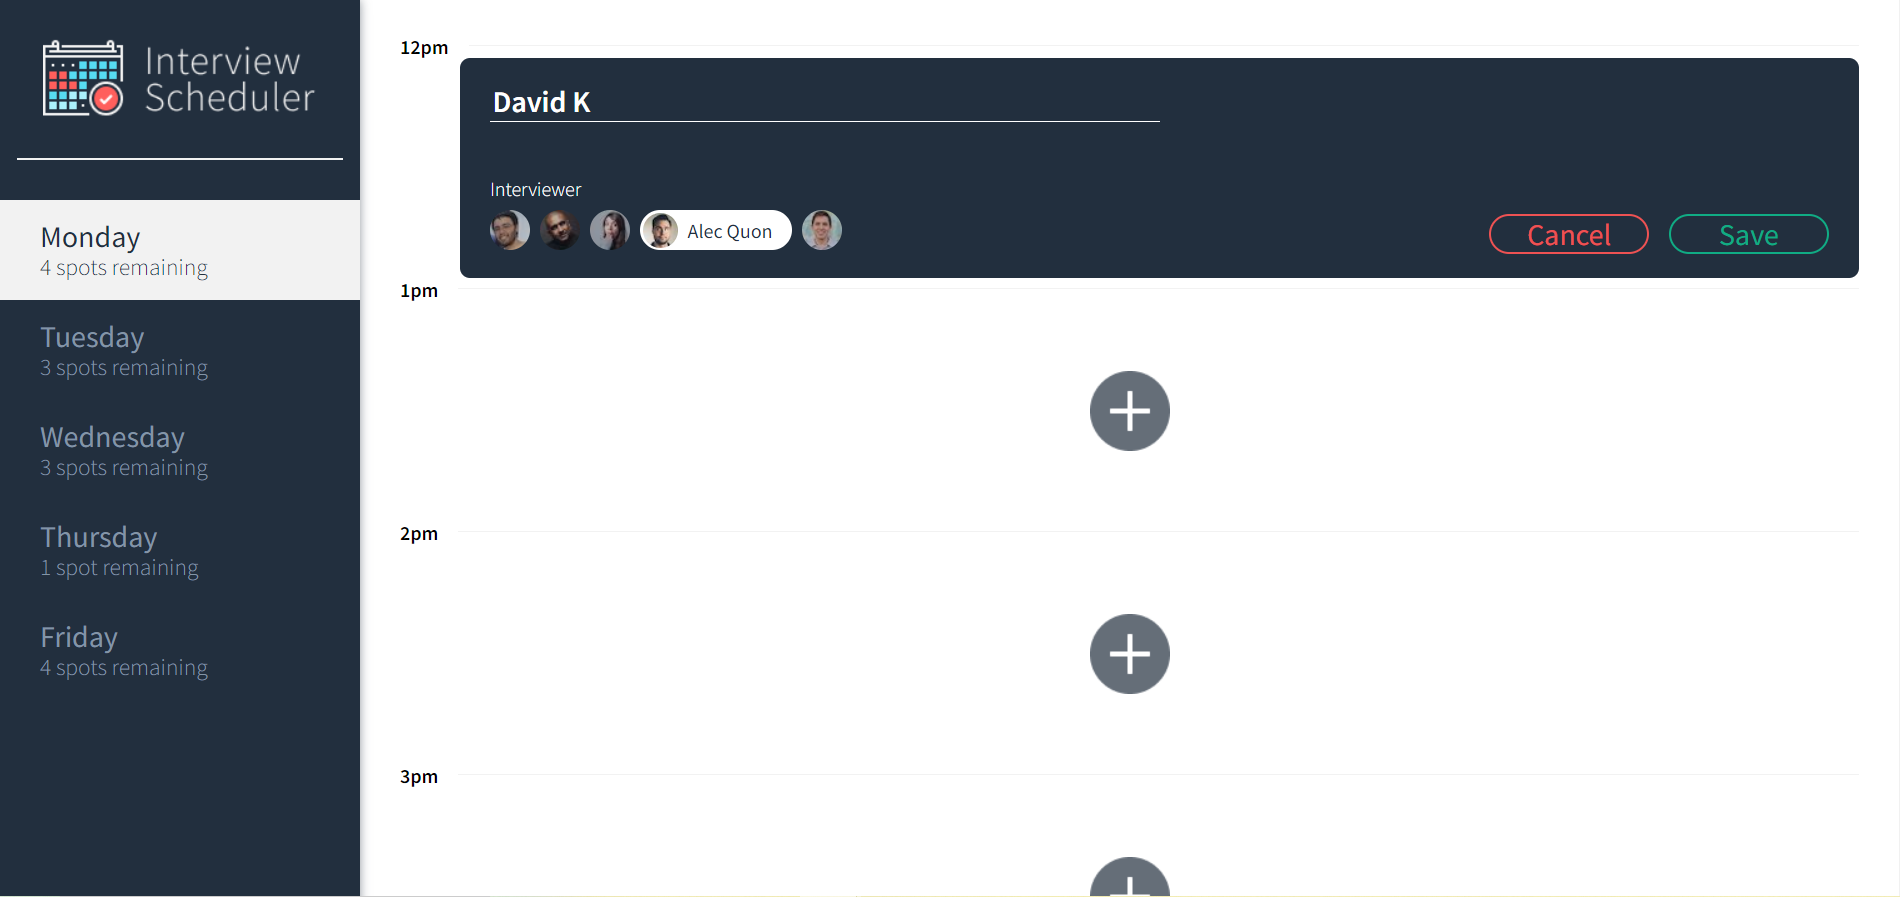 Interview
Scheduler
Monday
4 spots remaining
Tuesday
3 spots remaining
Wednesday
3 spots remaining
Thursday
1 spot remaining
Friday
4 spots remaining
12pm
David K
Interviewer
Alec Quon
Cancel
Save
1pm
2pm
3pm